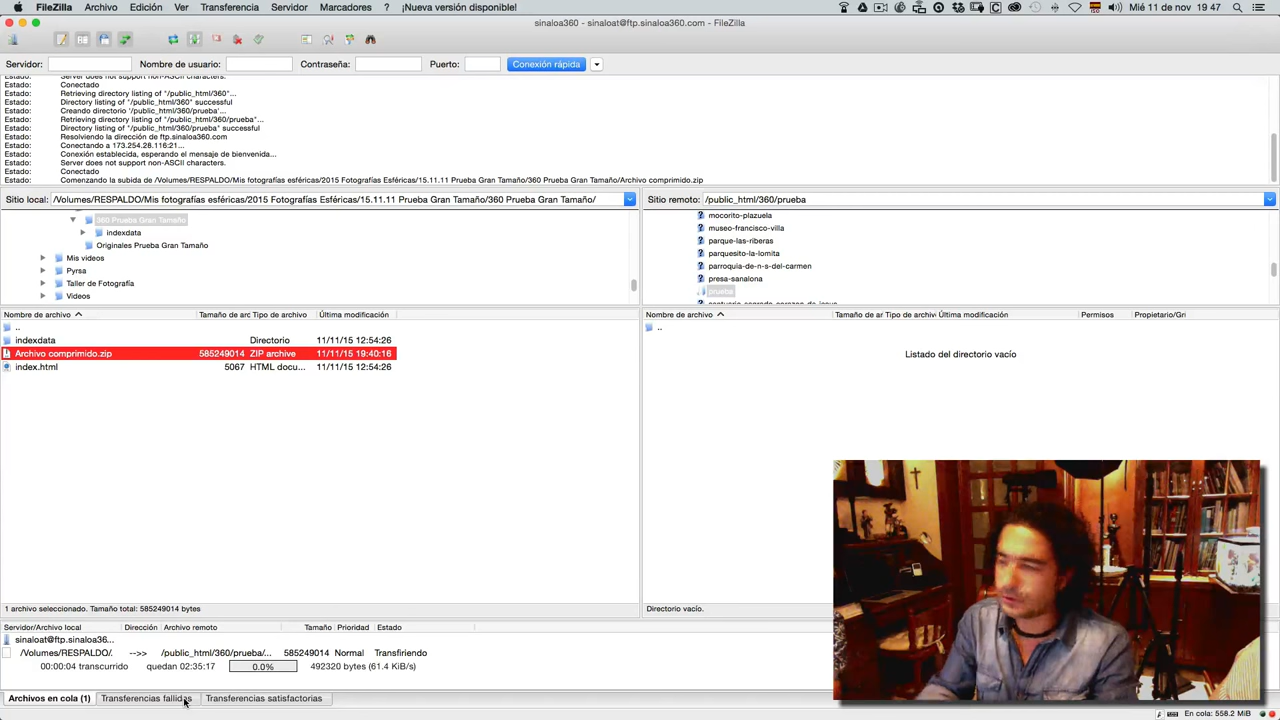 FileZilla Archivo Edición Ver Transferencia Servidor Marcadores ? ¡Nueva versión disponible! Mié 11 de nov 19:47
sinaloa360 - sinaloat@ftp.sinaloa360.com - FileZilla
Servidor: Nombre de usuario: Contraseña: Puerto: Conexión rápida
Estado: Server does not support non-ASCII characters.
Estado: Conectado
Estado: Retrieving directory listing of "/public_html/360"...
Estado: Directory listing of "/public_html/360" successful
Estado: Creando directorio '/public_html/360/prueba'...
Estado: Retrieving directory listing of "/public_html/360/prueba"...
Estado: Directory listing of "/public_html/360/prueba" successful
Estado: Resolviendo la dirección de ftp.sinaloa360.com
Estado: Conectando a 173.254.28.116:21...
Estado: Conexión establecida, esperando el mensaje de bienvenida...
Estado: Server does not support non-ASCII characters.
Estado: Conectado
Estado: Comenzando la subida de /Volumes/RESPALDO/Mis fotografías esféricas/2015 Fotografías Esféricas/15.11.11 Prueba Gran Tamaño/360 Prueba Gran Tamaño/Archivo comprimido.zip
Sitio local: /Volumes/RESPALDO/Mis fotografías esféricas/2015 Fotografías Esféricas/15.11.11 Prueba Gran Tamaño/360 Prueba Gran Tamaño/
360 Prueba Gran Tamaño
indexdata
Originales Prueba Gran Tamaño
Mis videos
Pyrsa
Taller de Fotografía
Videos
Sitio remoto: /public_html/360/prueba
mocorito-plazuela
museo-francisco-villa
parque-las-riberas
parquesito-la-lomita
parroquia-de-n-s-del-carmen
presa-sanalona
prueba
santuario-sagrado-corazon-de-jesus
Nombre de archivo Tamaño de arc Tipo de archivo Última modificación
..
indexdata Directorio 11/11/15 12:54:26
Archivo comprimido.zip 585249014 ZIP archive 11/11/15 19:40:16
index.html 5067 HTML docu... 11/11/15 12:54:26
1 archivo seleccionado. Tamaño total: 585249014 bytes
Nombre de archivo Tamaño de ar Tipo de archiv Última modificación Permisos Propietario/Gri
..
Listado del directorio vacío
Directorio vacío.
Servidor/Archivo local Dirección Archivo remoto Tamaño Prioridad Estado
sinaloat@ftp.sinaloa36...
/Volumes/RESPALDO/. -->> /public_html/360/prueba/... 585249014 Normal Transfiriendo
00:00:04 transcurrido quedan 02:35:17 0.0% 492320 bytes (61.4 KiB/s)
Archivos en cola (1) Transferencias fallidas Transferencias satisfactorias
En cola: 558.2 MiB